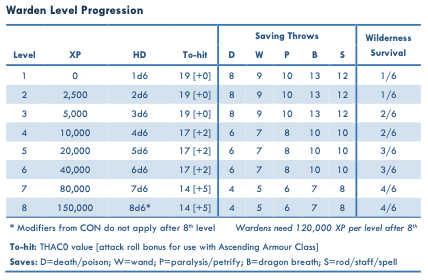 Warden Level Progression
Saving Throws Wilderness
Level XP HD To-hit D W P B S Survival
1 0 1d6 19 [+0] 8 9 10 13 12 1/6
2 2,500 2d6 19 [+0] 8 9 10 13 12 1/6
3 5,000 3d6 19 [+0] 8 9 10 13 12 2/6
4 10,000 4d6 17 [+2] 6 7 8 10 10 2/6
5 20,000 5d6 17 [+2] 6 7 8 10 10 3/6
6 40,000 6d6 17 [+2] 6 7 8 10 10 3/6
7 80,000 7d6 14 [+5] 4 5 6 7 8 4/6
8 150,000 8d6* 14 [+5] 4 5 6 7 8 4/6
* Modifiers from CON do not apply after 8th level Wardens need 120,000 XP per level after 8th
To-hit: THAC0 value [attack roll bonus for use with Ascending Armour Class]
Saves: D=death/poison; W=wand; P=paralysis/petrify; B=dragon breath; S=rod/staff/spell